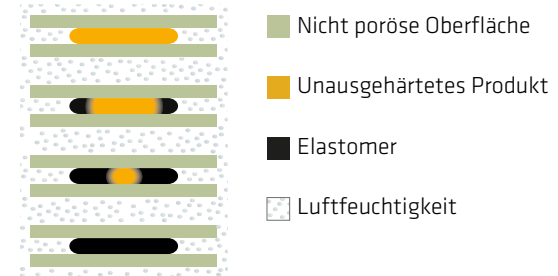 Nicht poröse Oberfläche
Unausgehärtetes Produkt
Elastomer
Luftfeuchtigkeit